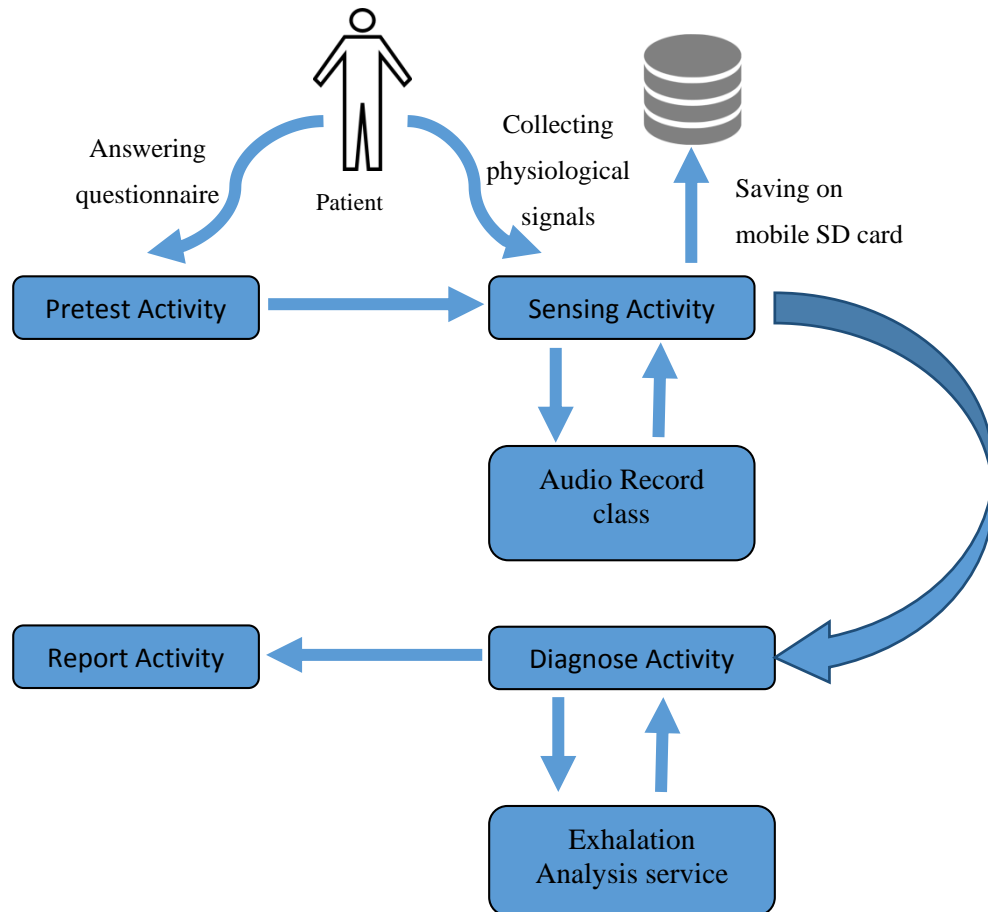 Answering
questionnaire
Patient
Collecting
physiological
signals
Saving on
mobile SD card
Pretest Activity
Sensing Activity
Audio Record
class
Report Activity
Diagnose Activity
Exhalation
Analysis service